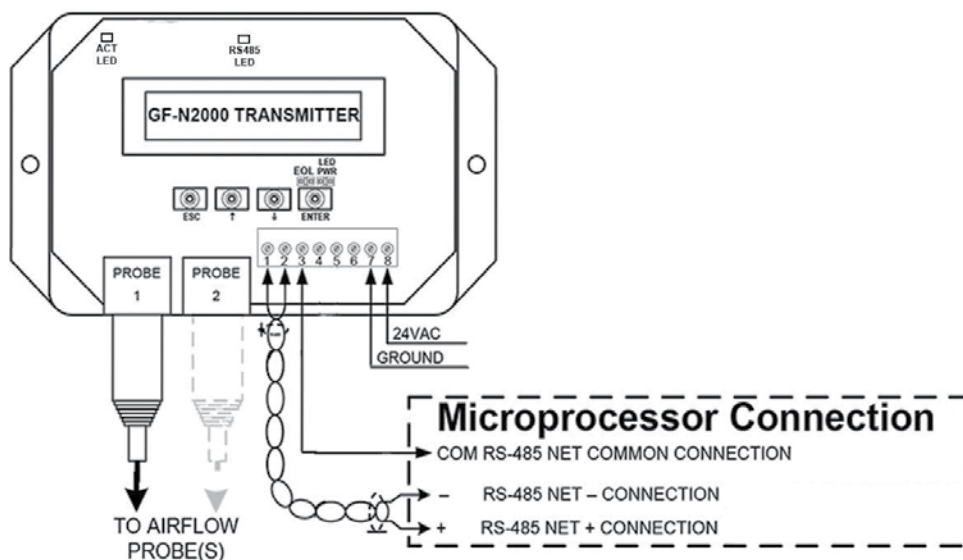 ACT
LED
RS485
LED
GF-N2000 TRANSMITTER
LED
EOL PWR
ESC ↑ ↓ ENTER
1 2 3 4 5 6 7 8
PROBE
1
PROBE
2
24VAC
GROUND
Microprocessor Connection
COM RS-485 NET COMMON CONNECTION
– RS-485 NET – CONNECTION
+ RS-485 NET + CONNECTION
TO AIRFLOW
PROBE(S)